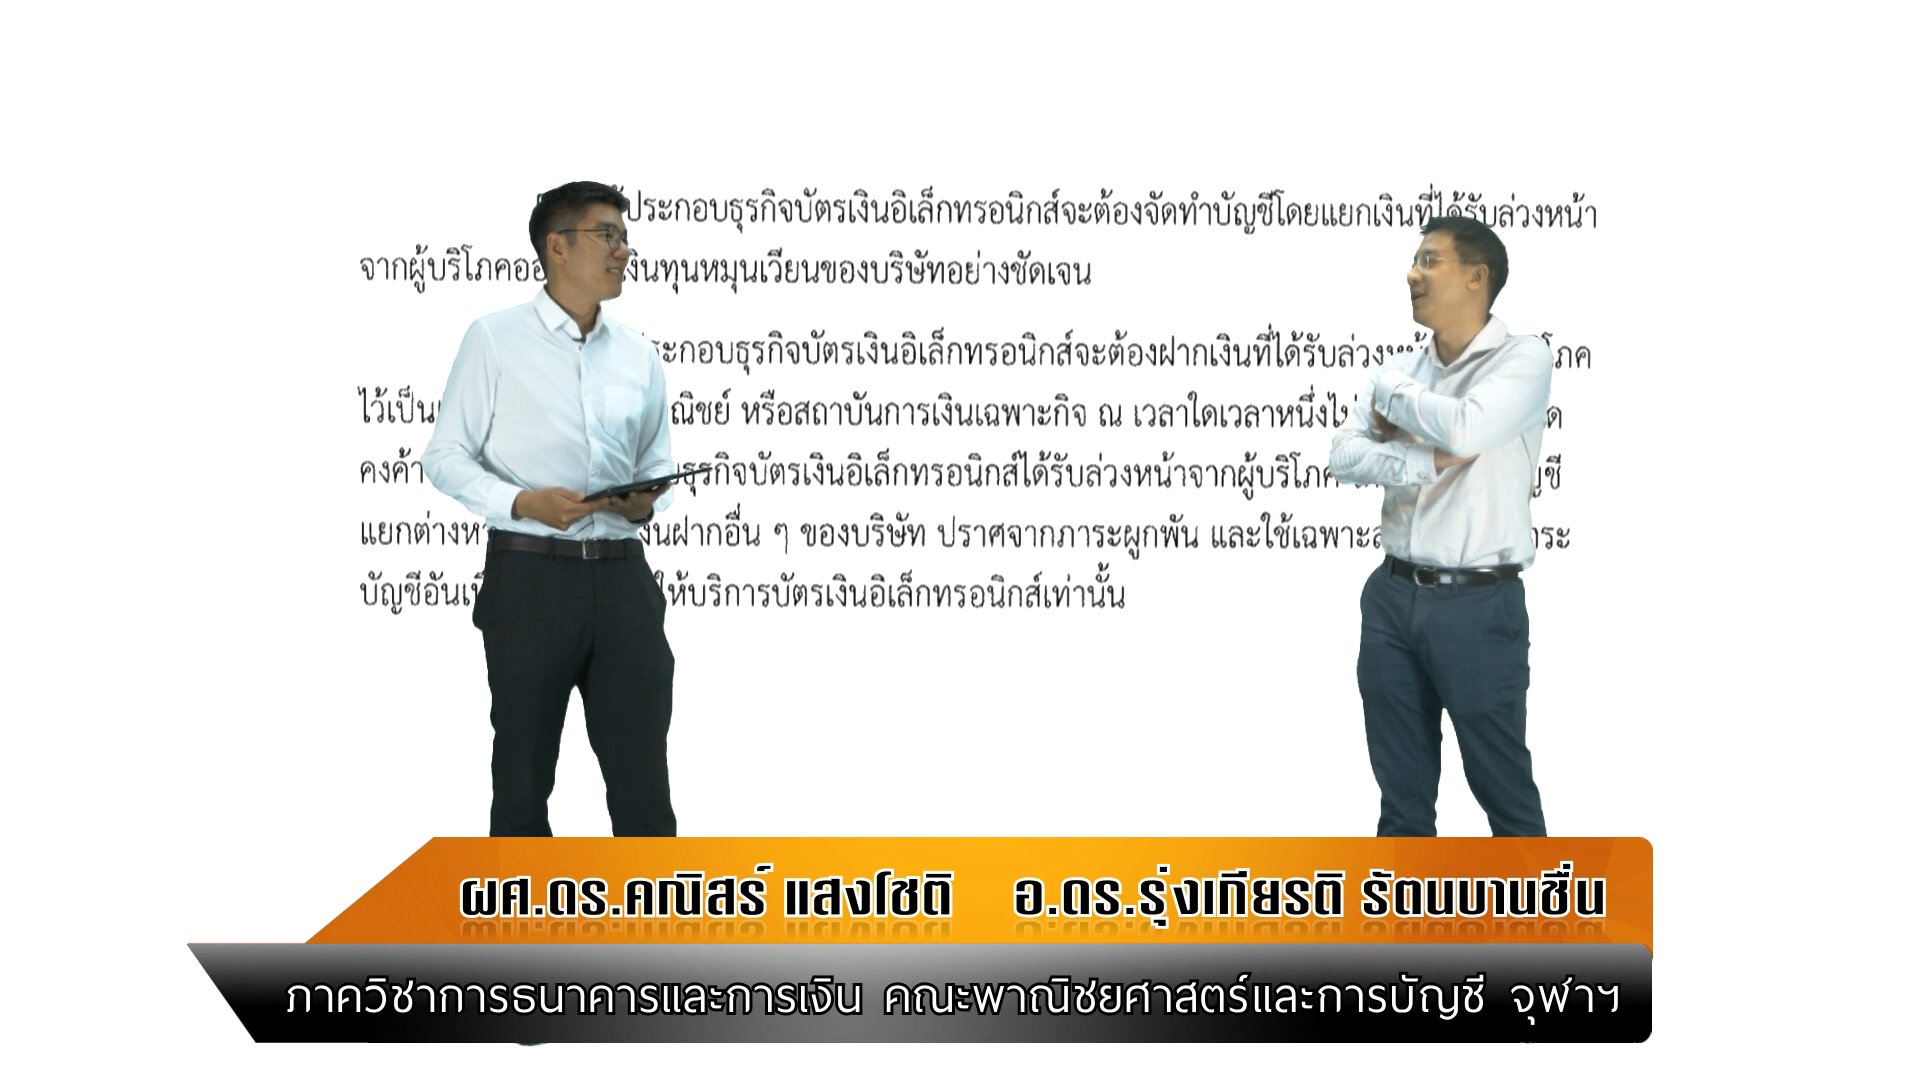 ประกอบธุรกิจบัตรเงินอิเล็กทรอนิกส์จะต้องจัดทำบัญชีโดยแยกเงินที่ได้รับล่วงหน้า
จากผู้บริโภค เงินทุนหมุนเวียนของบริษัทอย่างชัดเจน
ประกอบธุรกิจบัตรเงินอิเล็กทรอนิกส์จะต้องฝากเงินที่ได้รับล่วง
ไว้เป็น หรือสถาบันการเงินเฉพาะกิจ ณ เวลาใดเวลาหนึ่ง
ธุรกิจบัตรเงินอิเล็กทรอนิกส์ได้รับล่วงหน้าจากผู้บริโภค
แยกต่าง เงินฝากอื่น ๆ ของบริษัท ปราศจากภาระผูกพัน และใช้เฉพาะ
บัญชีอัน ให้บริการบัตรเงินอิเล็กทรอนิกส์เท่านั้น
ผศ.ดร.คณิสร์ แสงโชติ อ.ดร.รุ่งเกียรติ รัตนบานชื่น
ภาควิชาการธนาคารและการเงิน คณะพาณิชยศาสตร์และการบัญชี จุฬาฯ